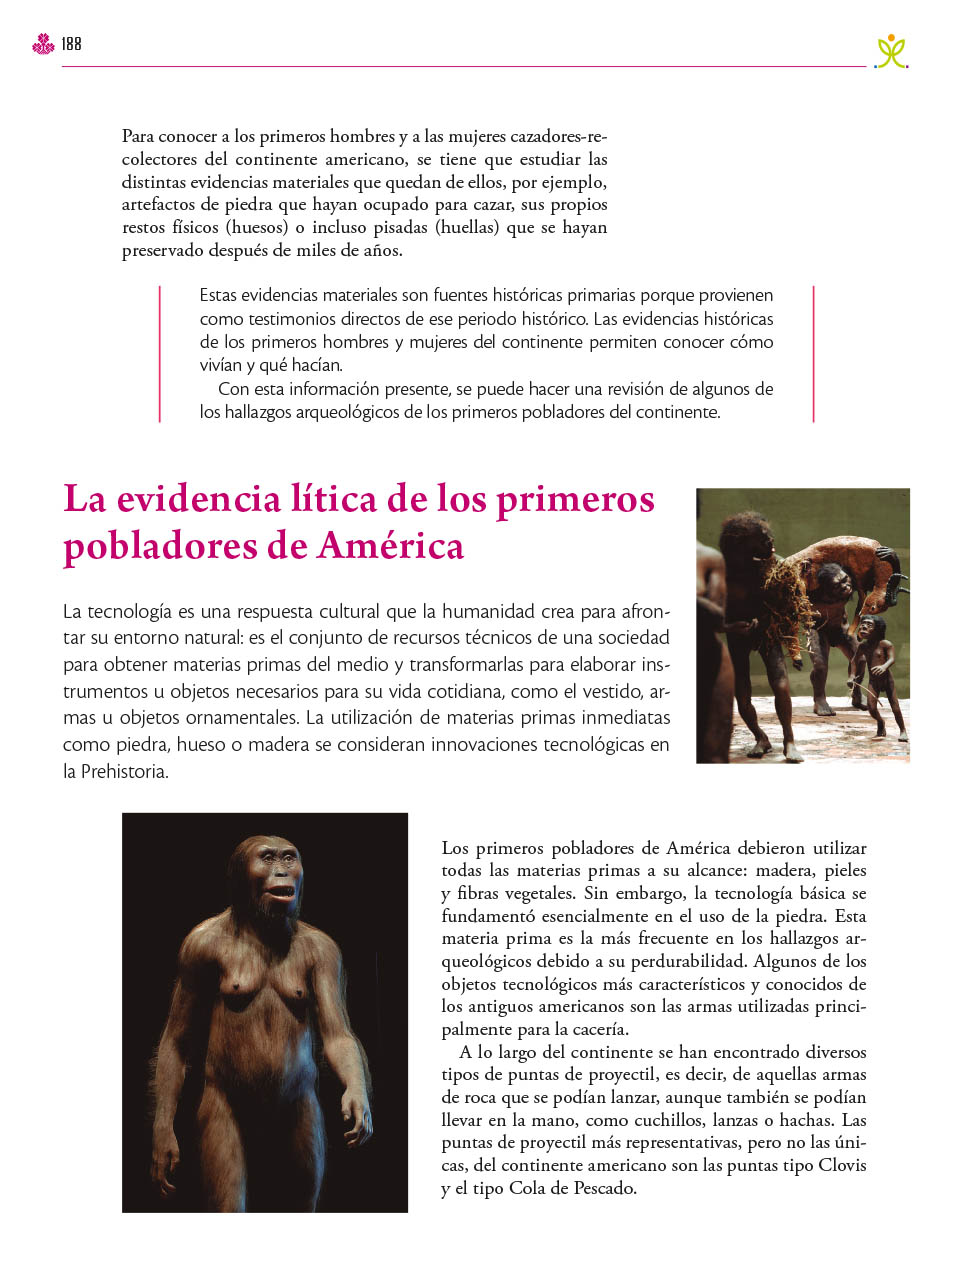 188
Para conocer a los primeros hombres y a las mujeres cazadores-re-
colectores del continente americano, se tiene que estudiar las
distintas evidencias materiales que quedan de ellos, por ejemplo,
artefactos de piedra que hayan ocupado para cazar, sus propios
restos físicos (huesos) o incluso pisadas (huellas) que se hayan
preservado después de miles de años.
Estas evidencias materiales son fuentes históricas primarias porque provienen
como testimonios directos de ese periodo histórico. Las evidencias históricas
de los primeros hombres y mujeres del continente permiten conocer cómo
vivían y qué hacían.
Con esta información presente, se puede hacer una revisión de algunos de
los hallazgos arqueológicos de los primeros pobladores del continente.
La evidencia lítica de los primeros
pobladores de América
La tecnología es una respuesta cultural que la humanidad crea para afron-
tar su entorno natural: es el conjunto de recursos técnicos de una sociedad
para obtener materias primas del medio y transformarlas para elaborar ins-
trumentos u objetos necesarios para su vida cotidiana, como el vestido, ar-
mas u objetos ornamentales. La utilización de materias primas inmediatas
como piedra, hueso o madera se consideran innovaciones tecnológicas en
la Prehistoria.
Los primeros pobladores de América debieron utilizar
todas las materias primas a su alcance: madera, pieles
y fibras vegetales. Sin embargo, la tecnología básica se
fundamentó esencialmente en el uso de la piedra. Esta
materia prima es la más frecuente en los hallazgos ar-
queológicos debido a su perdurabilidad. Algunos de los
objetos tecnológicos más característicos y conocidos de
los antiguos americanos son las armas utilizadas princi-
palmente para la cacería.
A lo largo del continente se han encontrado diversos
tipos de puntas de proyectil, es decir, de aquellas armas
de roca que se podían lanzar, aunque también se podían
llevar en la mano, como cuchillos, lanzas o hachas. Las
puntas de proyectil más representativas, pero no las úni-
cas, del continente americano son las puntas tipo Clovis
y el tipo Cola de Pescado.